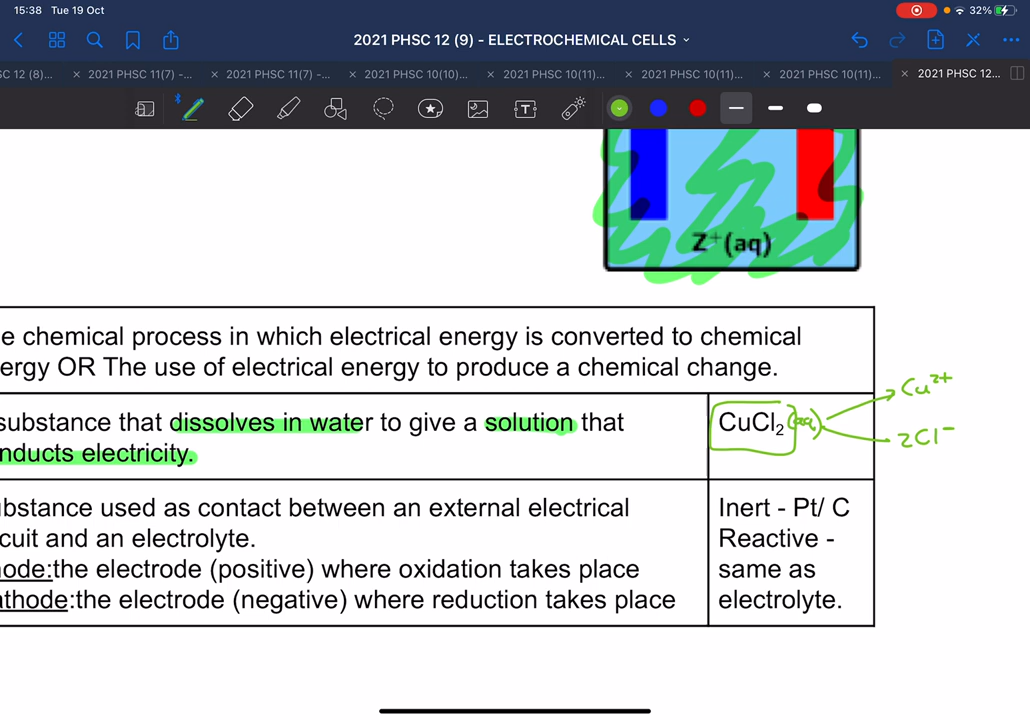 15:38 Tue 19 Oct
32%
2021 PHSC 12 (9) - ELECTROCHEMICAL CELLS
SC 12 (8)... × 2021 PHSC 11(7) -... × 2021 PHSC 11(7) -... × 2021 PHSC 10(10)... × 2021 PHSC 10(11)... × 2021 PHSC 10(11)... × 2021 PHSC 10(11)... × 2021 PHSC 12...
Z⁺(aq)
e chemical process in which electrical energy is converted to chemical
ergy OR The use of electrical energy to produce a chemical change.
substance that dissolves in water to give a solution that
nducts electricity.
CuCl₂ (aq)
Cu²⁺
2Cl⁻
ubstance used as contact between an external electrical
rcuit and an electrolyte.
node:the electrode (positive) where oxidation takes place
athode:the electrode (negative) where reduction takes place
Inert - Pt/ C
Reactive -
same as
electrolyte.